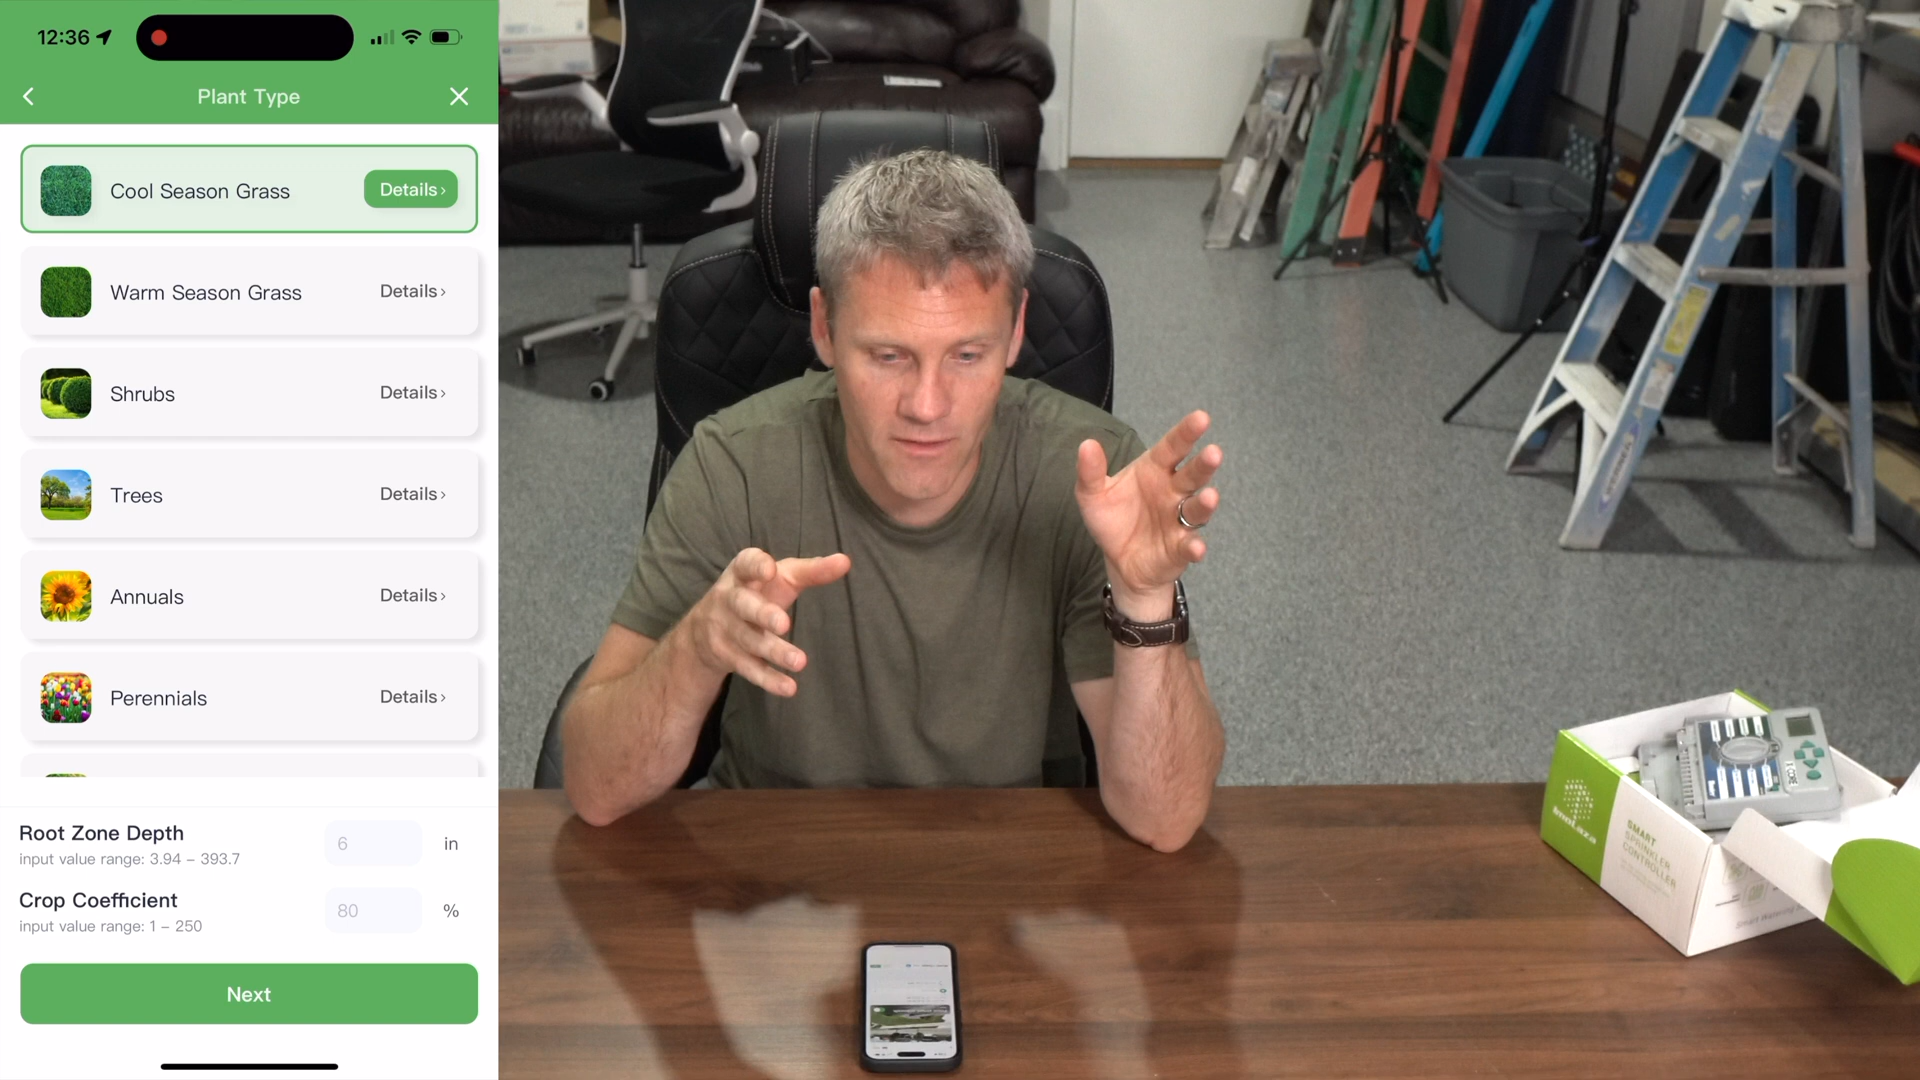 12:36
Plant Type
Cool Season Grass
Details ›
Warm Season Grass
Details ›
Shrubs
Details ›
Trees
Details ›
Annuals
Details ›
Perennials
Details ›
Root Zone Depth
6
in
input value range: 3.94 – 393.7
Crop Coefficient
80
%
input value range: 1 – 250
Next
ImoLaza
SMART
SPRINKLER
CONTROLLER